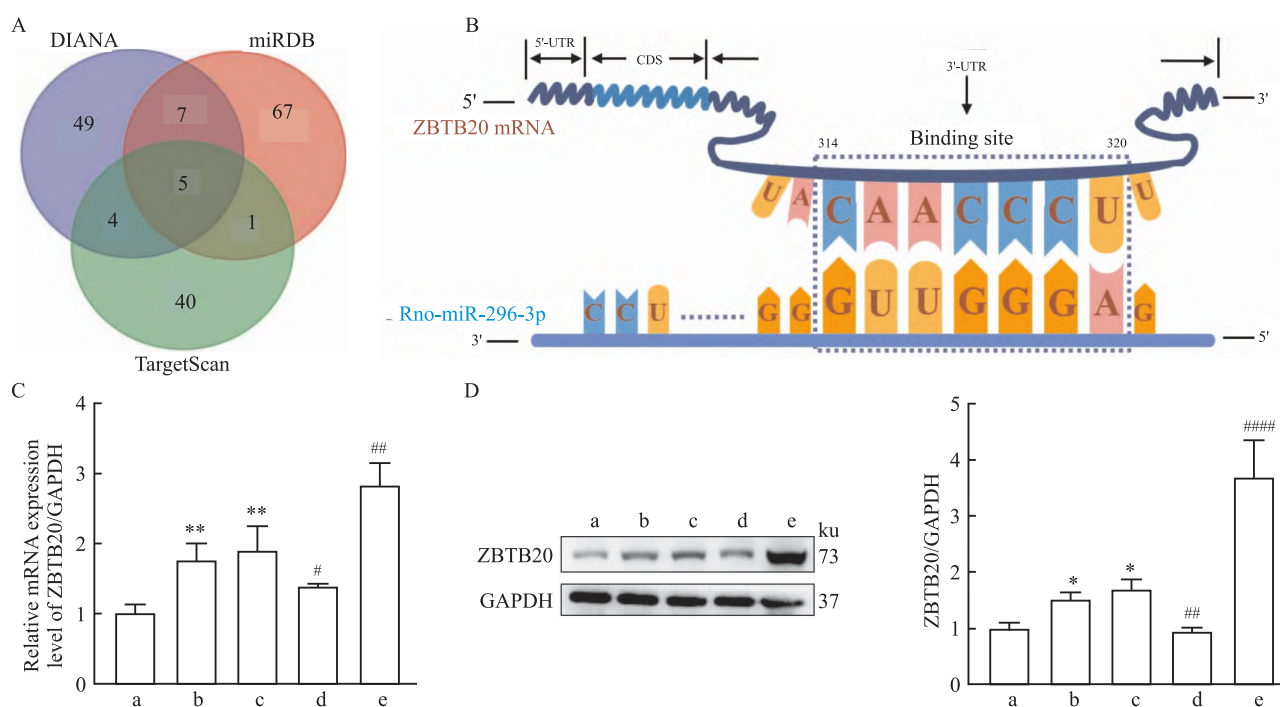 A
DIANA
miRDB
49
7
67
5
4
1
40
TargetScan
B
5'-UTR
CDS
3'-UTR
5'
3'
ZBTB20 mRNA
Binding site
314
320
U A C A A C C C U U
Rno-miR-296-3p
C C U G G G U U G G G A G
3'
5'
C
Relative mRNA expression
level of ZBTB20/GAPDH
4
3
2
1
0
**
**
#
##
a b c d e
D
a b c d e
ku
ZBTB20
73
GAPDH
37
ZBTB20/GAPDH
5
4
3
2
1
0
*
*
##
####
a b c d e